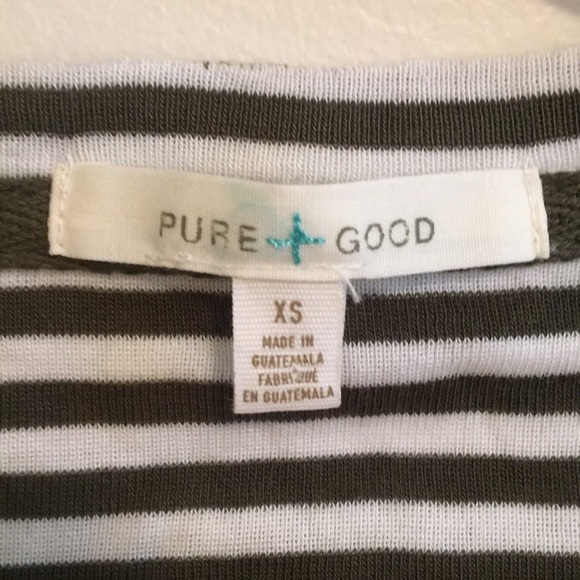 PURE + GOOD
XS
MADE IN
GUATEMALA
FABRIQUÉ
EN GUATEMALA